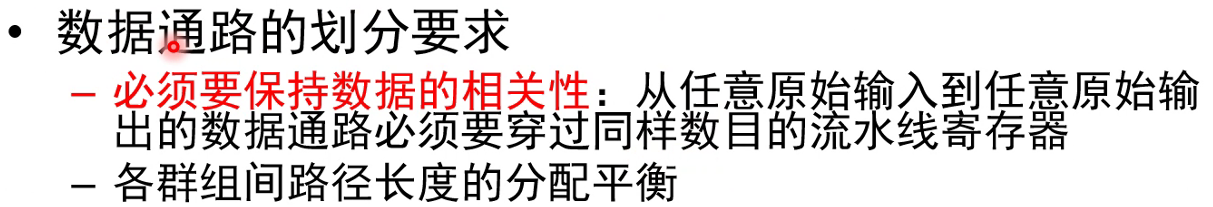 • 数据通路的划分要求
– 必须要保持数据的相关性：从任意原始输入到任意原始输
出的数据通路必须要穿过同样数目的流水线寄存器
– 各群组间路径长度的分配平衡